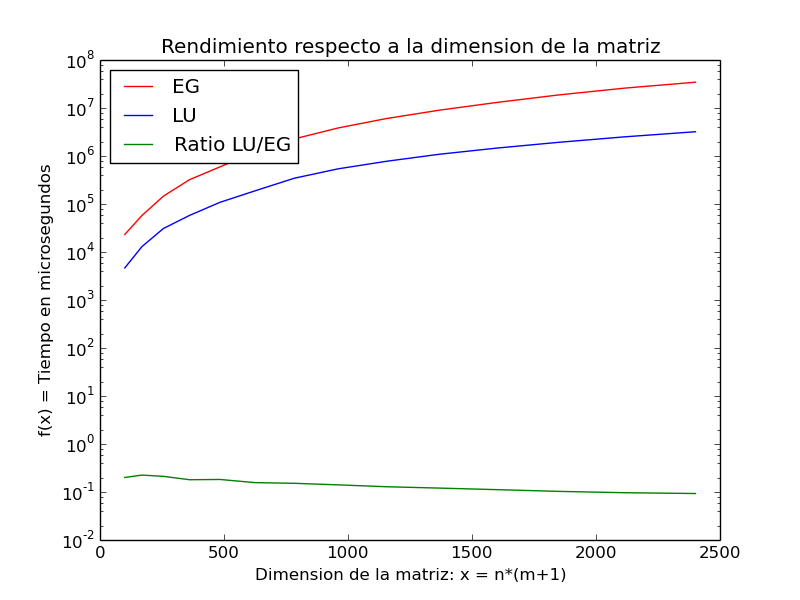 Rendimiento respecto a la dimension de la matriz
EG
LU
Ratio LU/EG
f(x) = Tiempo en microsegundos
10^8
10^7
10^6
10^5
10^4
10^3
10^2
10^1
10^0
10^-1
10^-2
0 500 1000 1500 2000 2500
Dimension de la matriz: x = n*(m+1)